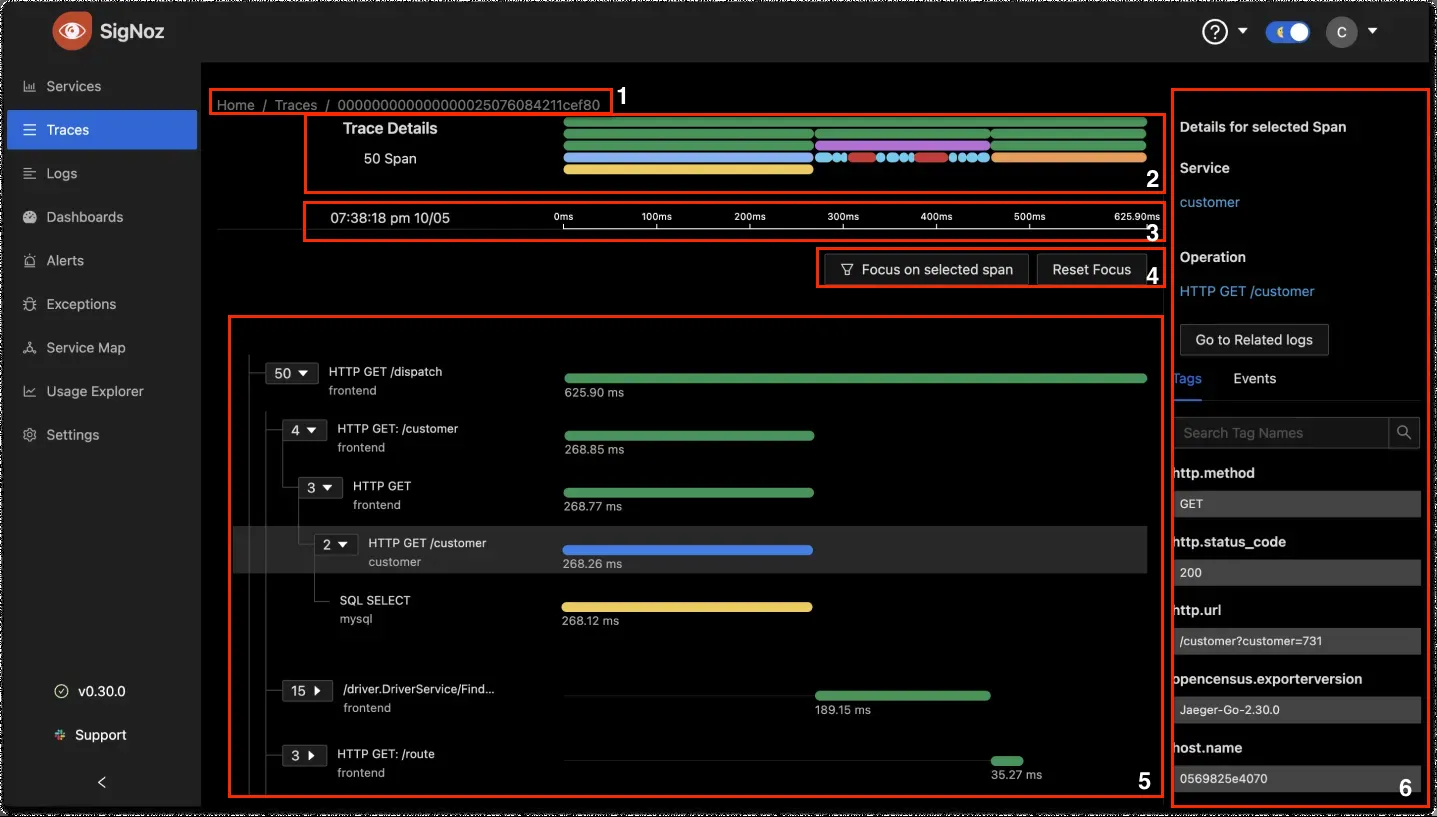 SigNoz
C
Services
Traces
Logs
Dashboards
Alerts
Exceptions
Service Map
Usage Explorer
Settings
v0.30.0
Support
Home / Traces / 000000000000000025076084211cef80
1
Trace Details
50 Span
2
07:38:18 pm 10/05
0ms 100ms 200ms 300ms 400ms 500ms 625.90ms
3
Focus on selected span Reset Focus
4
50 HTTP GET /dispatch
frontend
625.90 ms
4 HTTP GET: /customer
frontend
268.85 ms
3 HTTP GET
frontend
268.77 ms
2 HTTP GET /customer
customer
268.26 ms
SQL SELECT
mysql
268.12 ms
15 /driver.DriverService/Find...
frontend
189.15 ms
3 HTTP GET: /route
frontend
35.27 ms
5
Details for selected Span
Service
customer
Operation
HTTP GET /customer
Go to Related logs
Tags Events
Search Tag Names
http.method
GET
http.status_code
200
http.url
/customer?customer=731
opencensus.exporterversion
Jaeger-Go-2.30.0
host.name
0569825e4070
6